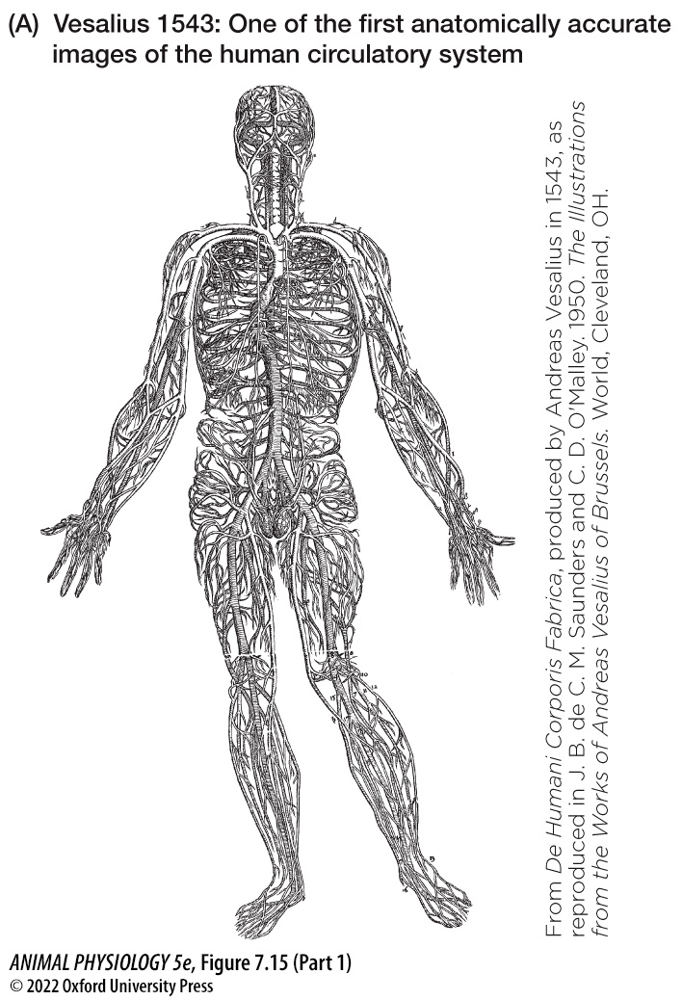 (A) Vesalius 1543: One of the first anatomically accurate
images of the human circulatory system
From De Humani Corporis Fabrica, produced by Andreas Vesalius in 1543, as
reproduced in J. B. de C. M. Saunders and C. D. O'Malley. 1950. The Illustrations
from the Works of Andreas Vesalius of Brussels. World, Cleveland, OH.
ANIMAL PHYSIOLOGY 5e, Figure 7.15 (Part 1)
© 2022 Oxford University Press